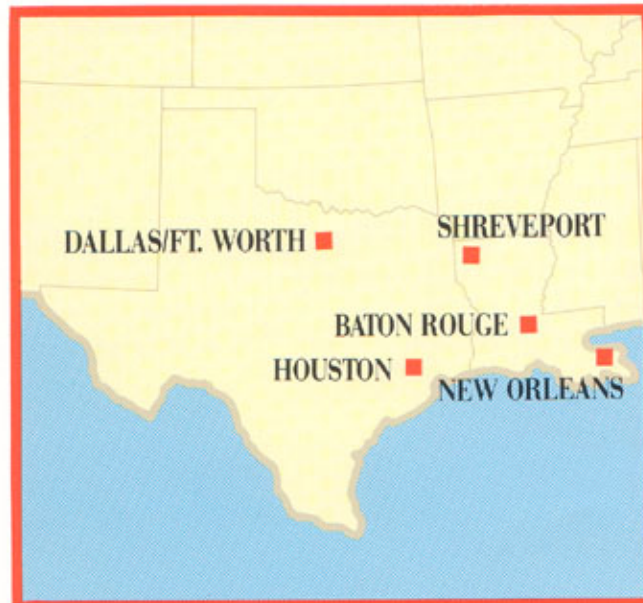 SHREVEPORT
DALLAS/FT. WORTH
BATON ROUGE
HOUSTON
NEW ORLEANS